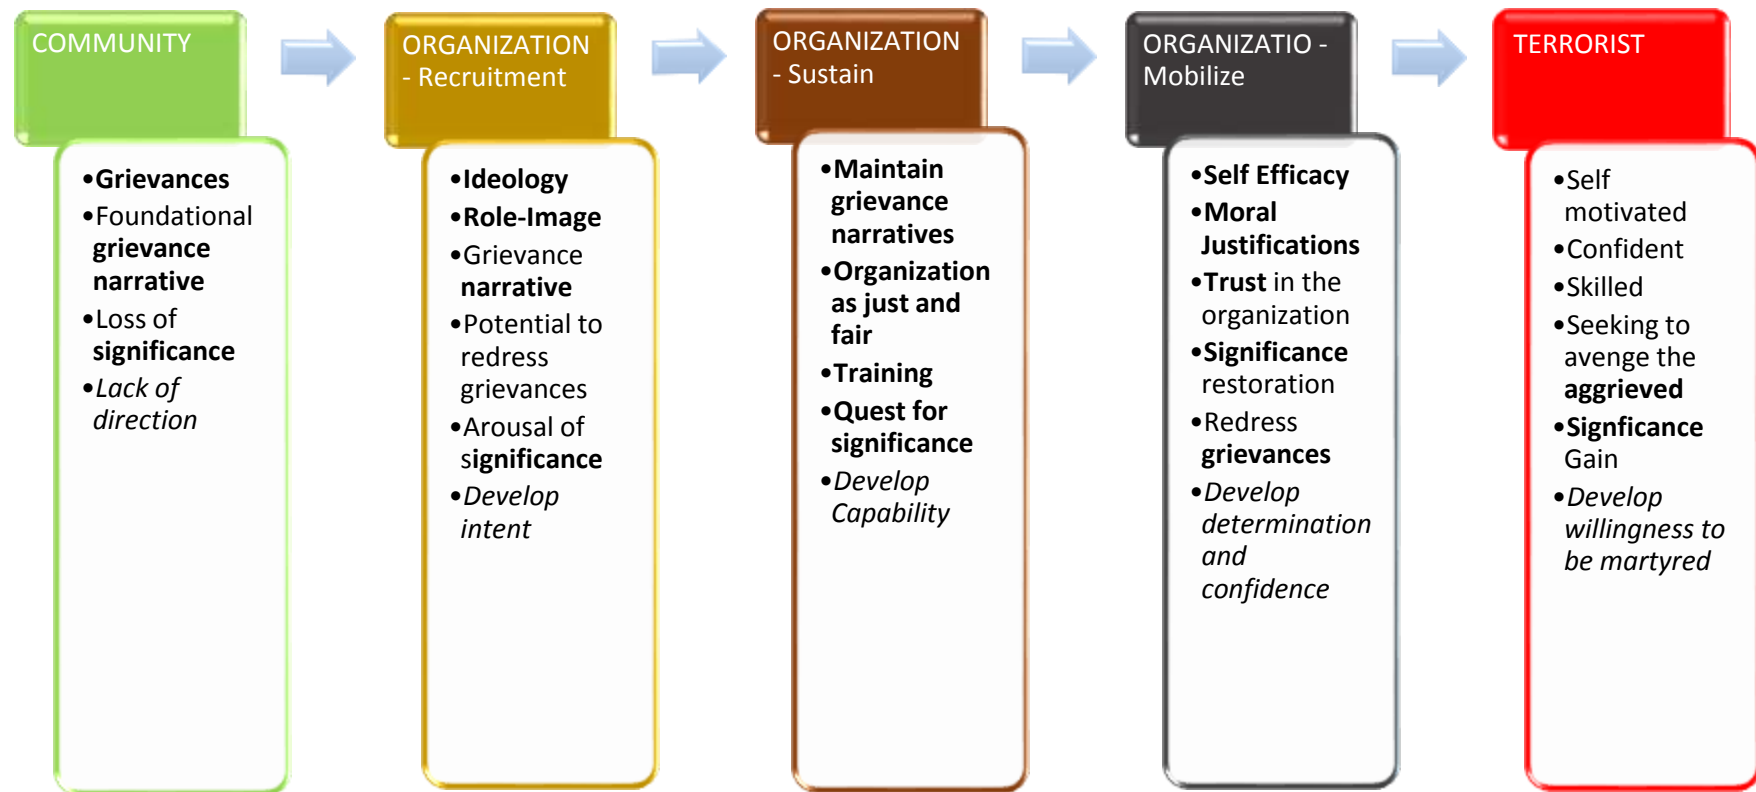 COMMUNITY
•Grievances
•Foundational
grievance
narrative
•Loss of
significance
•Lack of
direction
ORGANIZATION
- Recruitment
•Ideology
•Role-Image
•Grievance
narrative
•Potential to
redress
grievances
•Arousal of
significance
•Develop
intent
ORGANIZATION
- Sustain
•Maintain
grievance
narratives
•Organization
as just and
fair
•Training
•Quest for
significance
•Develop
Capability
ORGANIZATIO -
Mobilize
•Self Efficacy
•Moral
Justifications
•Trust in the
organization
•Significance
restoration
•Redress
grievances
•Develop
determination
and
confidence
TERRORIST
•Self
motivated
•Confident
•Skilled
•Seeking to
avenge the
aggrieved
•Signficance
Gain
•Develop
willingness to
be martyred